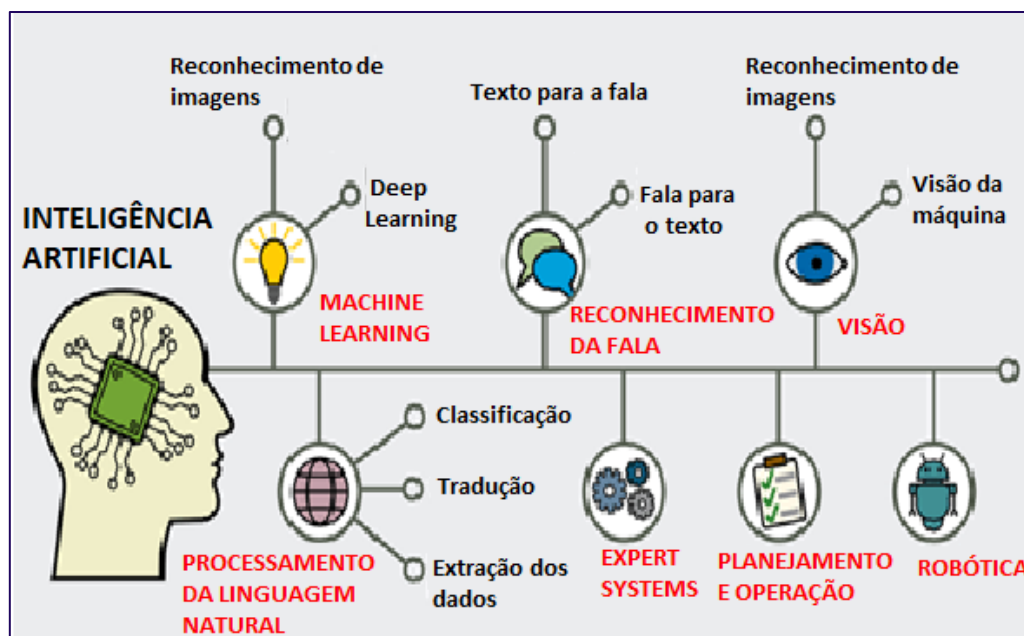 Reconhecimento de
imagens
Texto para a fala
Reconhecimento de
imagens
Deep
Learning
Fala para
o texto
Visão da
máquina
INTELIGÊNCIA
ARTIFICIAL
MACHINE
LEARNING
RECONHECIMENTO
DA FALA
VISÃO
Classificação
Tradução
Extração dos
dados
PROCESSAMENTO
DA LINGUAGEM
NATURAL
EXPERT
SYSTEMS
PLANEJAMENTO
E OPERAÇÃO
ROBÓTICA